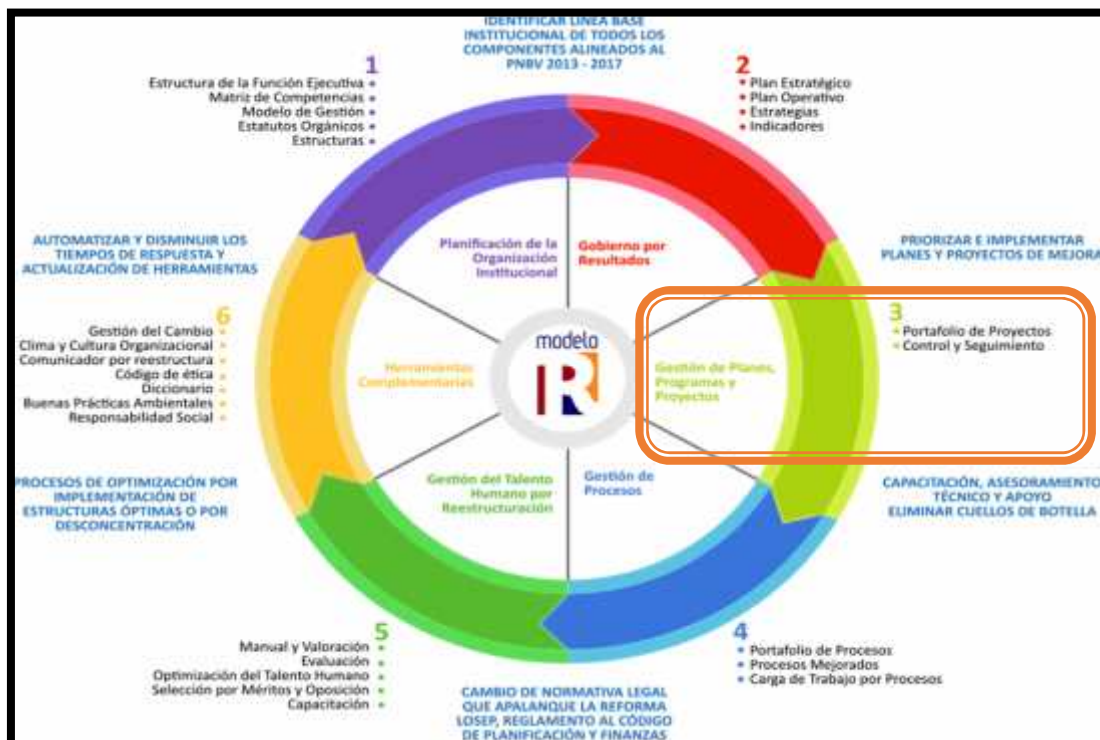 IDENTIFICAR LÍNEA BASE
INSTITUCIONAL DE TODOS LOS
COMPONENTES ALINEADOS AL
PNBV 2013 - 2017
1
Estructura de la Función Ejecutiva
Matriz de Competencias
Modelo de Gestión
Estatutos Orgánicos
Estructuras
2
Plan Estratégico
Plan Operativo
Estrategias
Indicadores
AUTOMATIZAR Y DISMINUIR LOS
TIEMPOS DE RESPUESTA Y
ACTUALIZACIÓN DE HERRAMIENTAS
Planificación de la
Organización
Institucional
Gobierno por
Resultados
PRIORIZAR E IMPLEMENTAR
PLANES Y PROYECTOS DE MEJORA
6
Gestión del Cambio
Clima y Cultura Organizacional
Comunicador por reestructura
Código de ética
Diccionario
Buenas Prácticas Ambientales
Responsabilidad Social
Herramientas
Complementarias
modelo
R
Gestión de Planes,
Programas y
Proyectos
3
Portafolio de Proyectos
Control y Seguimiento
PROCESOS DE OPTIMIZACIÓN POR
IMPLEMENTACIÓN DE
ESTRUCTURAS ÓPTIMAS O POR
DESCONCENTRACIÓN
Gestión del Talento
Humano por
Reestructuración
Gestión de
Procesos
CAPACITACIÓN, ASESORAMIENTO
TÉCNICO Y APOYO
ELIMINAR CUELLOS DE BOTELLA
5
Manual y Valoración
Evaluación
Optimización del Talento Humano
Selección por Méritos y Oposición
Capacitación
4
Portafolio de Procesos
Procesos Mejorados
Carga de Trabajo por Procesos
CAMBIO DE NORMATIVA LEGAL
QUE APALANQUE LA REFORMA
LOSEP, REGLAMENTO AL CÓDIGO
DE PLANIFICACIÓN Y FINANZAS